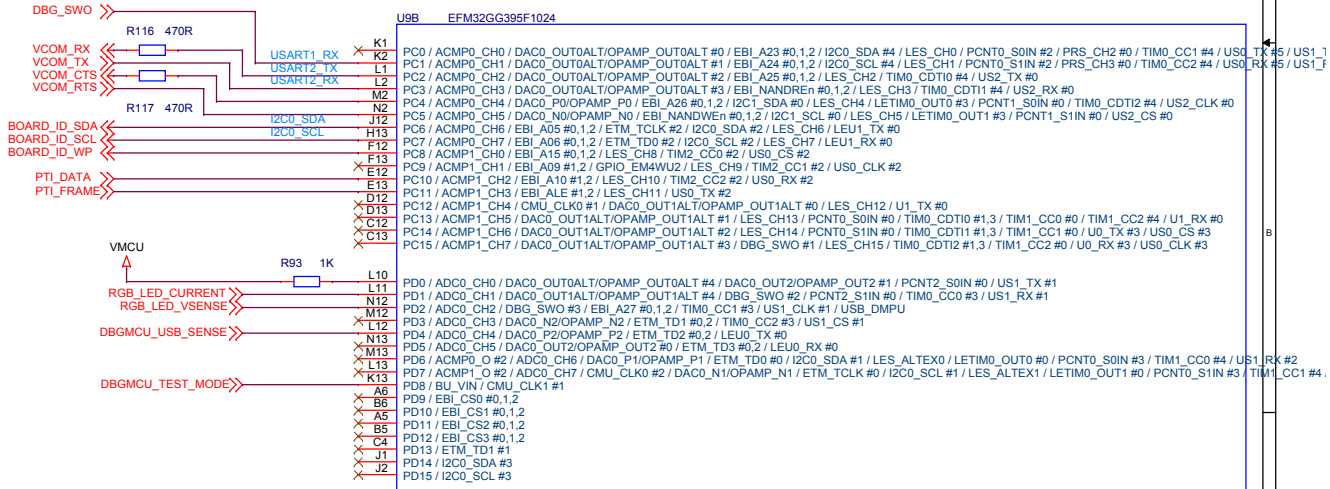 DBG_SWO
U9B EFM32GG395F1024
R116 470R
K1 PC0 / ACMP0_CH0 / DAC0_OUT0ALT/OPAMP_OUT0ALT #0 / EBI_A23 #0,1,2 / I2C0_SDA #4 / LES_CH0 / PCNT0_S0IN #2 / PRS_CH2 #0 / TIM0_CC1 #4 / US0_TX #5 / US1_T
VCOM_RX USART1_RX K2 PC1 / ACMP0_CH1 / DAC0_OUT0ALT/OPAMP_OUT0ALT #1 / EBI_A24 #0,1,2 / I2C0_SCL #4 / LES_CH1 / PCNT0_S1IN #2 / PRS_CH3 #0 / TIM0_CC2 #4 / US0_RX #5 / US1_R
VCOM_TX USART2_TX L1 PC2 / ACMP0_CH2 / DAC0_OUT0ALT/OPAMP_OUT0ALT #2 / EBI_A25 #0,1,2 / LES_CH2 / TIM0_CDTI0 #4 / US2_TX #0
VCOM_CTS USART2_RX L2 PC3 / ACMP0_CH3 / DAC0_OUT0ALT/OPAMP_OUT0ALT #3 / EBI_NANDREn #0,1,2 / LES_CH3 / TIM0_CDTI1 #4 / US2_RX #0
VCOM_RTS M2 PC4 / ACMP0_CH4 / DAC0_P0/OPAMP_P0 / EBI_A26 #0,1,2 / I2C1_SDA #0 / LES_CH4 / LETIM0_OUT0 #3 / PCNT1_S0IN #0 / TIM0_CDTI2 #4 / US2_CLK #0
R117 470R N2 PC5 / ACMP0_CH5 / DAC0_N0/OPAMP_N0 / EBI_NANDWEn #0,1,2 / I2C1_SCL #0 / LES_CH5 / LETIM0_OUT1 #3 / PCNT1_S1IN #0 / US2_CS #0
BOARD_ID_SDA I2C0_SDA J12 PC6 / ACMP0_CH6 / EBI_A05 #0,1,2 / ETM_TCLK #2 / I2C0_SDA #2 / LES_CH6 / LEU1_TX #0
BOARD_ID_SCL I2C0_SCL H13 PC7 / ACMP0_CH7 / EBI_A06 #0,1,2 / ETM_TD0 #2 / I2C0_SCL #2 / LES_CH7 / LEU1_RX #0
BOARD_ID_WP F12 PC8 / ACMP1_CH0 / EBI_A15 #0,1,2 / LES_CH8 / TIM2_CC0 #2 / US0_CS #2
F13 PC9 / ACMP1_CH1 / EBI_A09 #1,2 / GPIO_EM4WU2 / LES_CH9 / TIM2_CC1 #2 / US0_CLK #2
PTI_DATA E12 PC10 / ACMP1_CH2 / EBI_A10 #1,2 / LES_CH10 / TIM2_CC2 #2 / US0_RX #2
PTI_FRAME E13 PC11 / ACMP1_CH3 / EBI_ALE #1,2 / LES_CH11 / US0_TX #2
D12 PC12 / ACMP1_CH4 / CMU_CLK0 #1 / DAC0_OUT1ALT/OPAMP_OUT1ALT #0 / LES_CH12 / U1_TX #0
D13 PC13 / ACMP1_CH5 / DAC0_OUT1ALT/OPAMP_OUT1ALT #1 / LES_CH13 / PCNT0_S0IN #0 / TIM0_CDTI0 #1,3 / TIM1_CC0 #0 / TIM1_CC2 #4 / U1_RX #0
C12 PC14 / ACMP1_CH6 / DAC0_OUT1ALT/OPAMP_OUT1ALT #2 / LES_CH14 / PCNT0_S1IN #0 / TIM0_CDTI1 #1,3 / TIM1_CC1 #0 / U0_TX #3 / US0_CS #3
C13 PC15 / ACMP1_CH7 / DAC0_OUT1ALT/OPAMP_OUT1ALT #3 / DBG_SWO #1 / LES_CH15 / TIM0_CDTI2 #1,3 / TIM1_CC2 #0 / U0_RX #3 / US0_CLK #3
B
VMCU
R93 1K
L10 PD0 / ADC0_CH0 / DAC0_OUT0ALT/OPAMP_OUT0ALT #4 / DAC0_OUT2/OPAMP_OUT2 #1 / PCNT2_S0IN #0 / US1_TX #1
RGB_LED_CURRENT L11 PD1 / ADC0_CH1 / DAC0_OUT1ALT/OPAMP_OUT1ALT #4 / DBG_SWO #2 / PCNT2_S1IN #0 / TIM0_CC0 #3 / US1_RX #1
RGB_LED_VSENSE N12 PD2 / ADC0_CH2 / DBG_SWO #3 / EBI_A27 #0,1,2 / TIM0_CC1 #3 / US1_CLK #1 / USB_DMPU
M12 PD3 / ADC0_CH3 / DAC0_N2/OPAMP_N2 / ETM_TD1 #0,2 / TIM0_CC2 #3 / US1_CS #1
DBGMCU_USB_SENSE L12 PD4 / ADC0_CH4 / DAC0_P2/OPAMP_P2 / ETM_TD2 #0,2 / LEU0_TX #0
N13 PD5 / ADC0_CH5 / DAC0_OUT2/OPAMP_OUT2 #0 / ETM_TD3 #0,2 / LEU0_RX #0
M13 PD6 / ACMP0_O #2 / ADC0_CH6 / DAC0_P1/OPAMP_P1 / ETM_TD0 #0 / I2C0_SDA #1 / LES_ALTEX0 / LETIM0_OUT0 #0 / PCNT0_S0IN #3 / TIM1_CC0 #4 / US1_RX #2
L13 PD7 / ACMP1_O #2 / ADC0_CH7 / CMU_CLK0 #2 / DAC0_N1/OPAMP_N1 / ETM_TCLK #0 / I2C0_SCL #1 / LES_ALTEX1 / LETIM0_OUT1 #0 / PCNT0_S1IN #3 / TIM1_CC1 #4 /
DBGMCU_TEST_MODE K13 PD8 / BU_VIN / CMU_CLK1 #1
A6 PD9 / EBI_CS0 #0,1,2
B6 PD10 / EBI_CS1 #0,1,2
A5 PD11 / EBI_CS2 #0,1,2
B5 PD12 / EBI_CS3 #0,1,2
C4 PD13 / ETM_TD1 #1
J1 PD14 / I2C0_SDA #3
J2 PD15 / I2C0_SCL #3